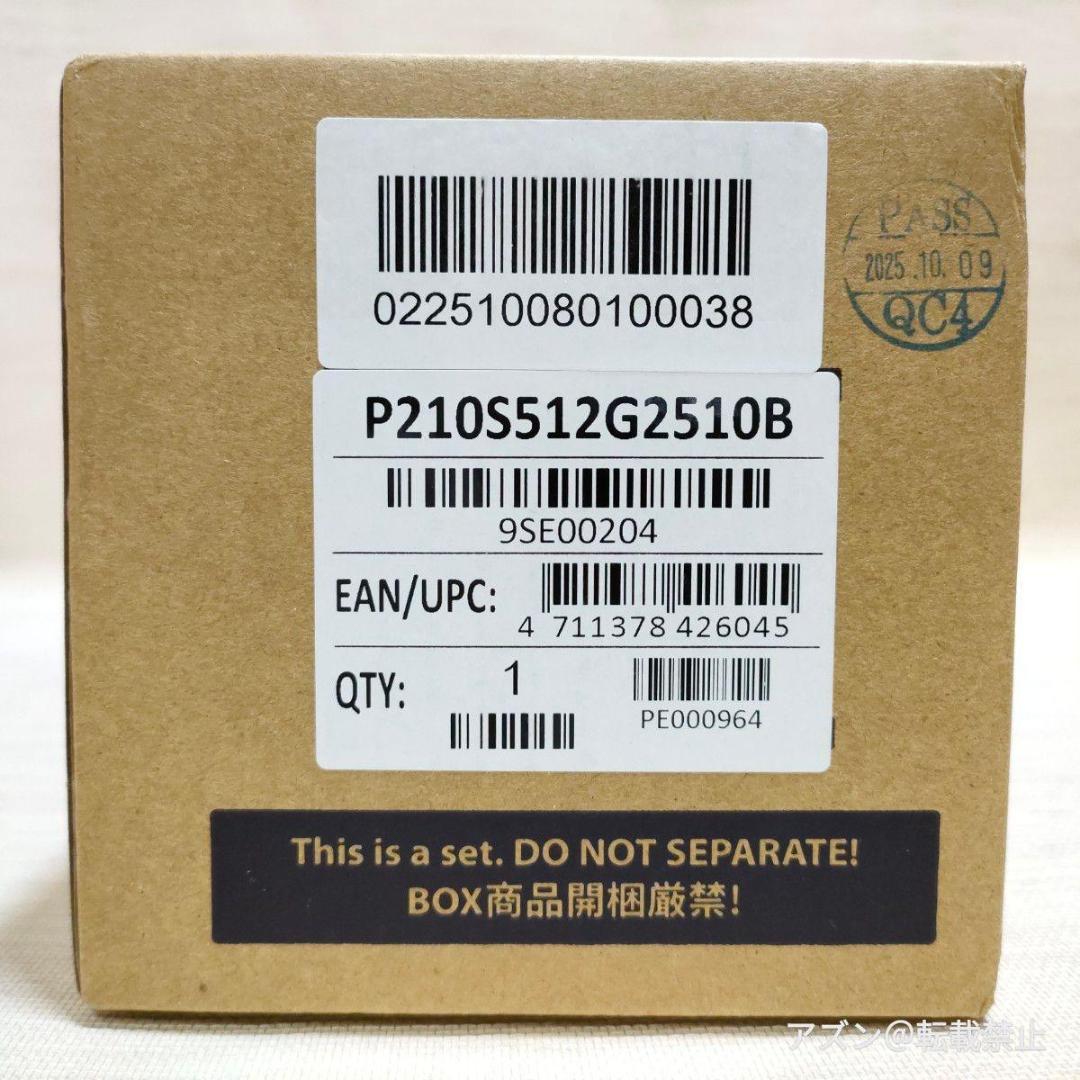 022510080100038
PASS
2025.10.09
QC4
P210S512G2510B
9SE00204
EAN/UPC:
4 711378 426045
QTY:
1
PE000964
This is a set. DO NOT SEPARATE!
BOX商品開梱厳禁!
アズン@転載禁止